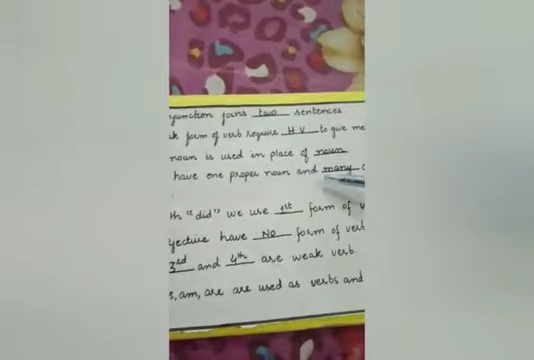 junction joins two sentences
ak form of verb require H.V to give me
noun is used in place of noun
have one proper noun and many c
th "did" we use 1st form of v
jective have No form of verb
3rd and 4th are weak verb.
s, am, are are used as verbs and